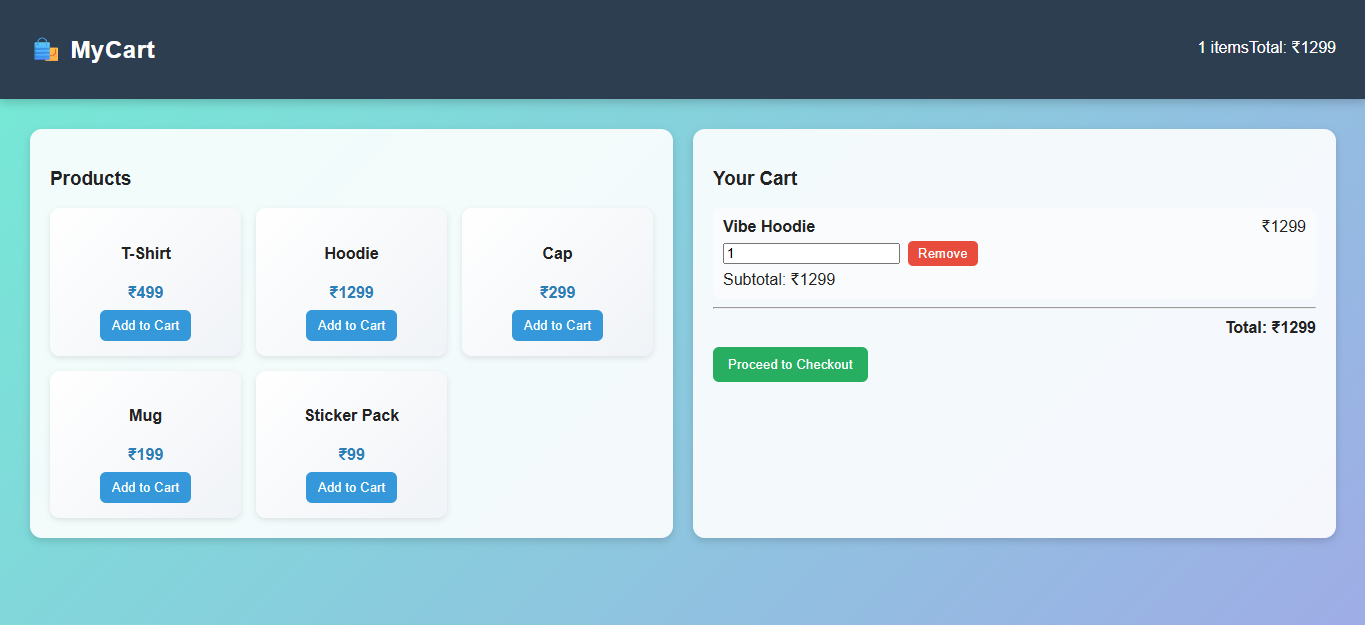 MyCart
1 itemsTotal: ₹1299
Products
T-Shirt
₹499
Add to Cart
Hoodie
₹1299
Add to Cart
Cap
₹299
Add to Cart
Mug
₹199
Add to Cart
Sticker Pack
₹99
Add to Cart
Your Cart
Vibe Hoodie ₹1299
1 Remove
Subtotal: ₹1299
Total: ₹1299
Proceed to Checkout